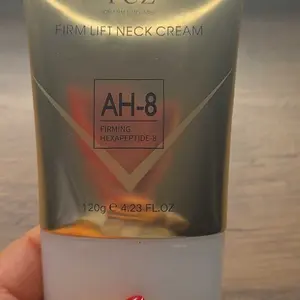 FIRM LIFT NECK CREAM
AH-8
FIRMING
HEXAPEPTIDE-8
120g e 4.23 FL.OZ